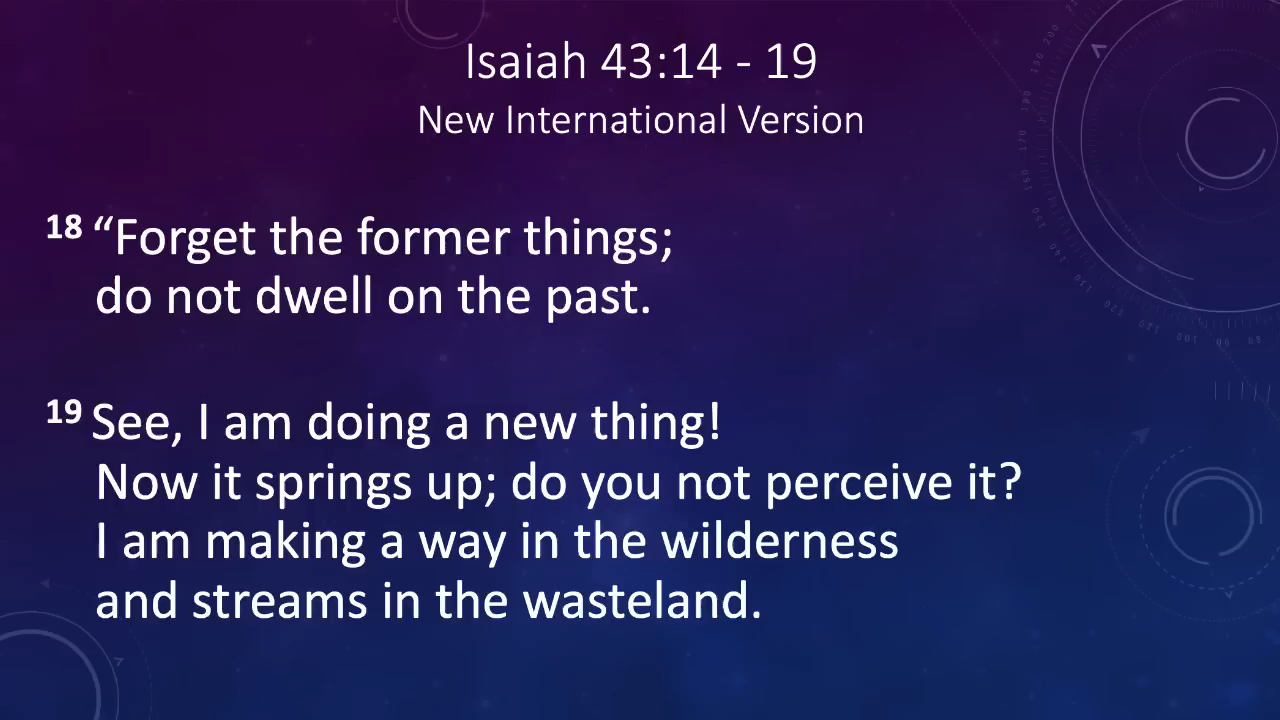 Isaiah 43:14 - 19
New International Version
18 “Forget the former things;
do not dwell on the past.
19 See, I am doing a new thing!
Now it springs up; do you not perceive it?
I am making a way in the wilderness
and streams in the wasteland.